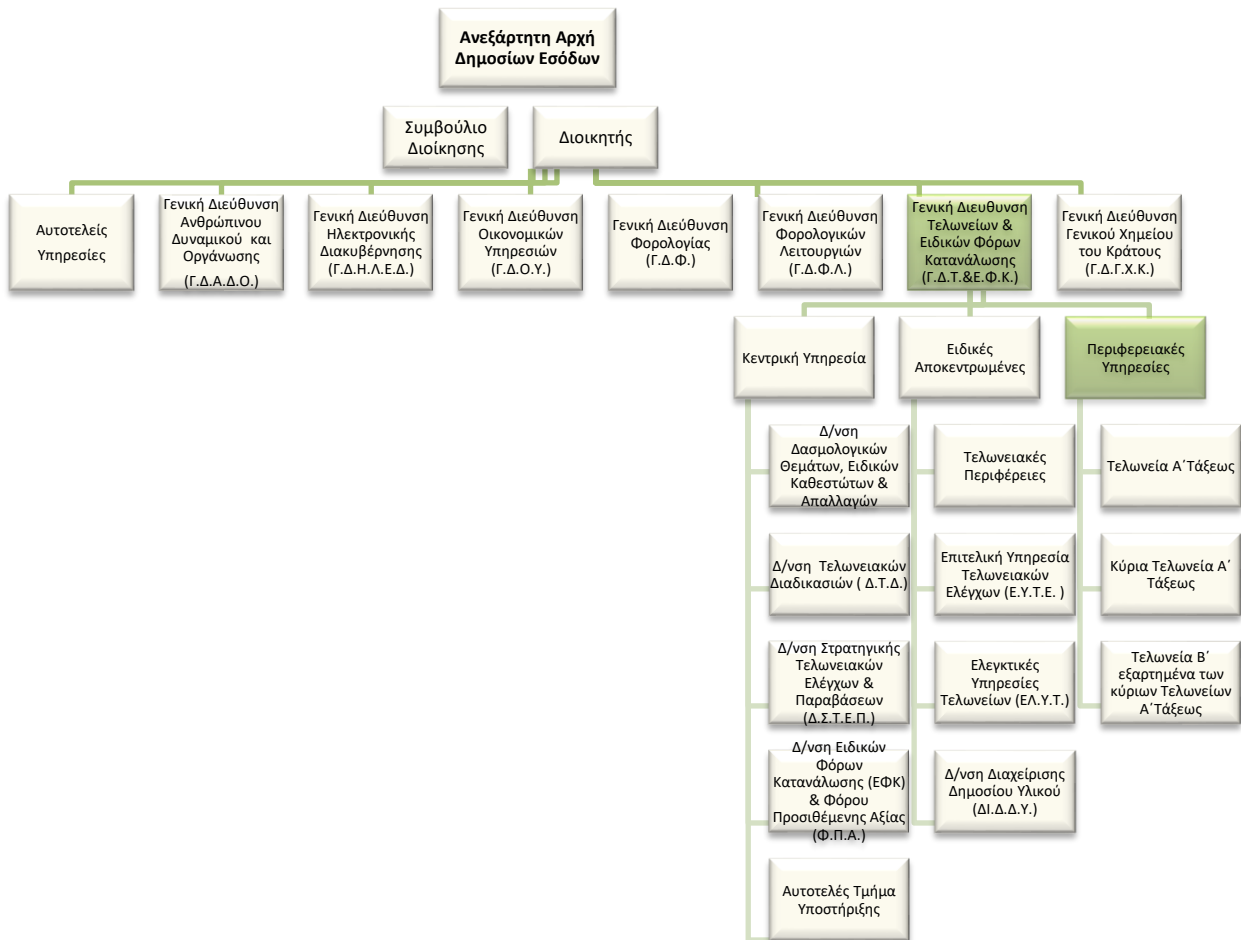 Ανεξάρτητη Αρχή
Δημοσίων Εσόδων
Συμβούλιο
Διοίκησης
Διοικητής
Αυτοτελείς
Υπηρεσίες
Γενική Διεύθυνση
Ανθρώπινου
Δυναμικού και
Οργάνωσης
(Γ.Δ.Α.Δ.Ο.)
Γενική Διεύθυνση
Ηλεκτρονικής
Διακυβέρνησης
(Γ.Δ.Η.Λ.Ε.Δ.)
Γενική Διεύθυνση
Οικονομικών
Υπηρεσιών
(Γ.Δ.Ο.Υ.)
Γενική Διεύθυνση
Φορολογίας
(Γ.Δ.Φ.)
Γενική Διεύθυνση
Φορολογικών
Λειτουργιών
(Γ.Δ.Φ.Λ.)
Γενική Διευθυνση
Τελωνείων &
Ειδικών Φόρων
Κατανάλωσης
(Γ.Δ.Τ.&Ε.Φ.Κ.)
Γενική Διεύθυνση
Γενικού Χημείου
του Κράτους
(Γ.Δ.Γ.Χ.Κ.)
Κεντρική Υπηρεσία
Ειδικές
Αποκεντρωμένες
Περιφερειακές
Υπηρεσίες
Δ/νση
Δασμολογικών
Θεμάτων, Ειδικών
Καθεστώτων &
Απαλλαγών
Δ/νση Τελωνειακών
Διαδικασιών ( Δ.Τ.Δ.)
Δ/νση Στρατηγικής
Τελωνειακών
Ελέγχων &
Παραβάσεων
(Δ.Σ.Τ.Ε.Π.)
Δ/νση Ειδικών
Φόρων
Κατανάλωσης (ΕΦΚ)
& Φόρου
Προσιθέμενης Αξίας
(Φ.Π.Α.)
Αυτοτελές Τμήμα
Υποστήριξης
Τελωνειακές
Περιφέρειες
Επιτελική Υπηρεσία
Τελωνειακών
Ελέγχων (Ε.Υ.Τ.Ε. )
Ελεγκτικές
Υπηρεσίες
Τελωνείων (ΕΛ.Υ.Τ.)
Δ/νση Διαχείρισης
Δημοσίου Υλικού
(ΔΙ.Δ.Δ.Υ.)
Τελωνεία Α΄Τάξεως
Κύρια Τελωνεία Α΄
Τάξεως
Τελωνεία Β΄
εξαρτημένα των
κύριων Τελωνείων
Α΄Τάξεως